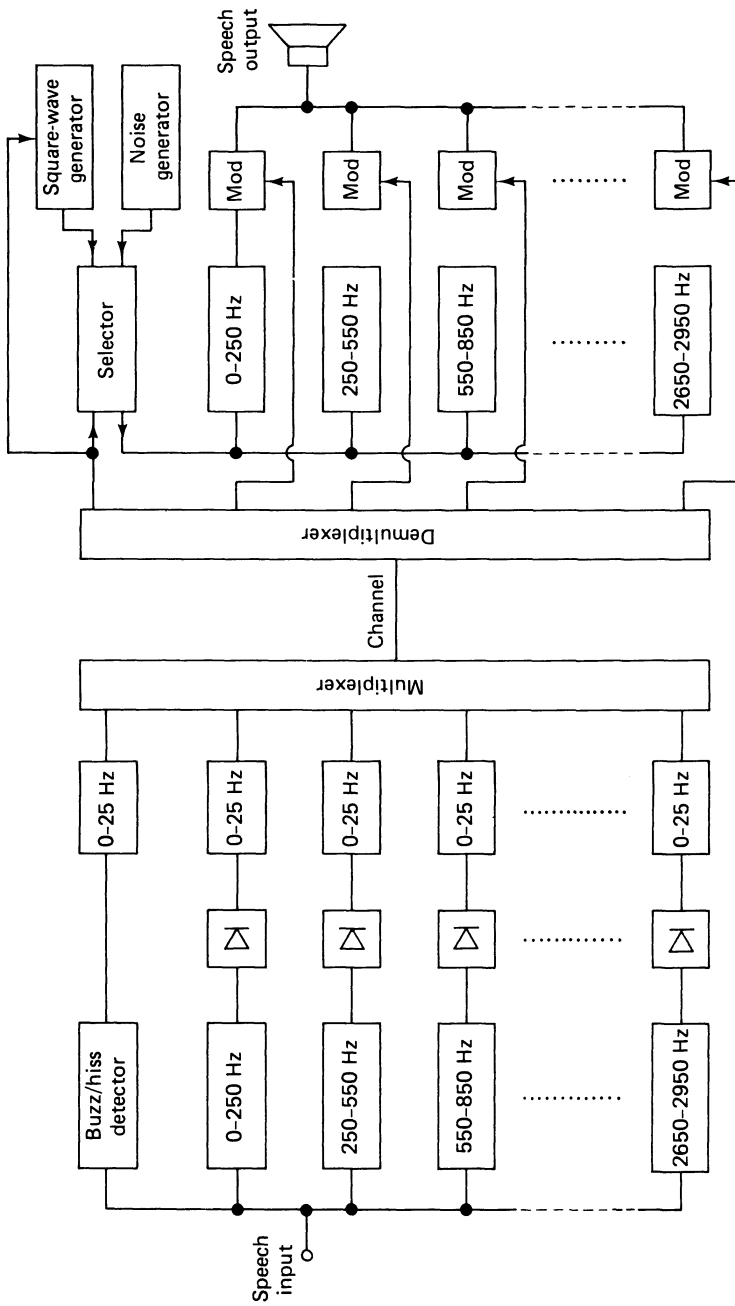 Speech
input
Buzz/hiss
detector
0–25 Hz
0–250 Hz
0–25 Hz
250–550 Hz
0–25 Hz
550–850 Hz
0–25 Hz
2650–2950 Hz
0–25 Hz
Multiplexer
Channel
Demultiplexer
Selector
Square-wave
generator
Noise
generator
0–250 Hz
Mod
250–550 Hz
Mod
550–850 Hz
Mod
2650–2950 Hz
Mod
Speech
output